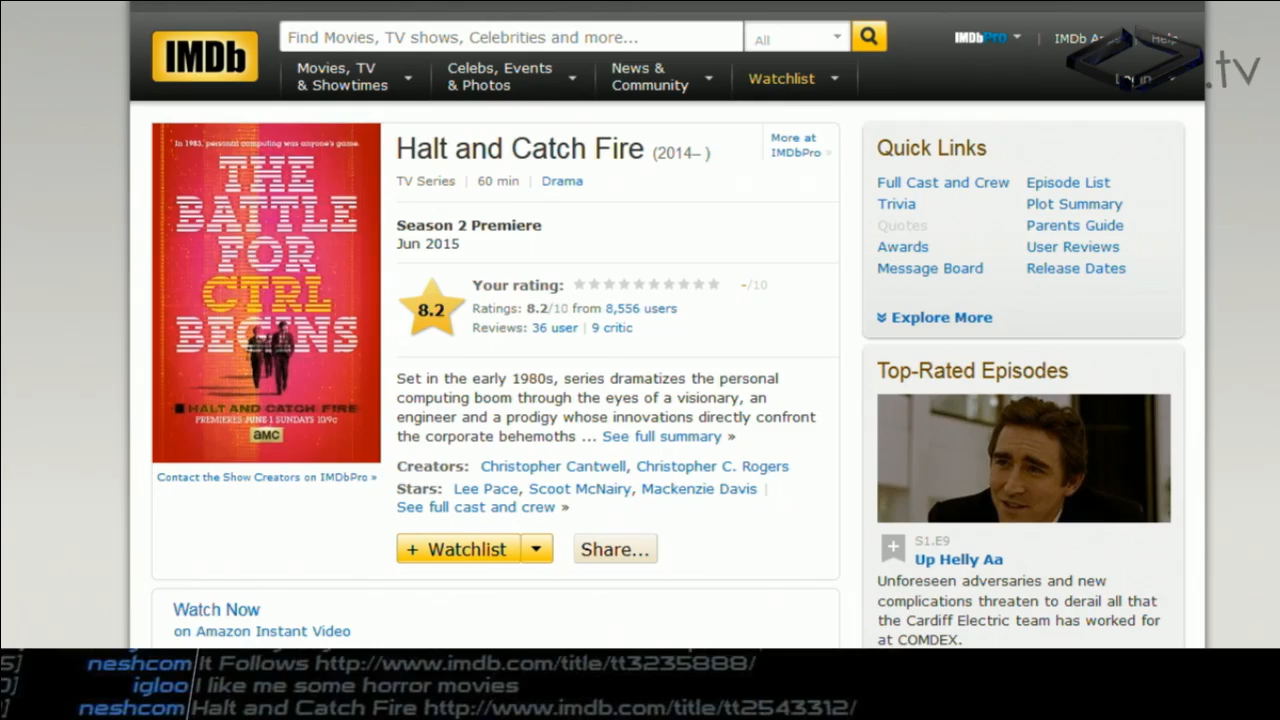 IMDb
Find Movies, TV shows, Celebrities and more...
All
IMDbPro
IMDb
Help
.tv
Movies, TV
& Showtimes
Celebs, Events
& Photos
News &
Community
Watchlist
Login
In 1983, personal computing was anyone's game.
THE
BATTLE
FOR
CTRL
BEGINS
HALT AND CATCH FIRE
PREMIERES JUNE 1 SUNDAYS 10/9c
amc
Contact the Show Creators on IMDbPro »
Halt and Catch Fire (2014– )
More at
IMDbPro »
TV Series | 60 min | Drama
Season 2 Premiere
Jun 2015
8.2
Your rating: -/10
Ratings: 8.2/10 from 8,556 users
Reviews: 36 user | 9 critic
Set in the early 1980s, series dramatizes the personal
computing boom through the eyes of a visionary, an
engineer and a prodigy whose innovations directly confront
the corporate behemoths ... See full summary »
Creators: Christopher Cantwell, Christopher C. Rogers
Stars: Lee Pace, Scoot McNairy, Mackenzie Davis |
See full cast and crew »
+ Watchlist
Share...
Watch Now
on Amazon Instant Video
Quick Links
Full Cast and Crew
Episode List
Trivia
Plot Summary
Quotes
Parents Guide
Awards
User Reviews
Message Board
Release Dates
Explore More
Top-Rated Episodes
S1.E9
Up Helly Aa
Unforeseen adversaries and new
complications threaten to derail all that
the Cardiff Electric team has worked for
at COMDEX.
5] neshcom It Follows http://www.imdb.com/title/tt3235888/
igloo I like me some horror movies
neshcom Halt and Catch Fire http://www.imdb.com/title/tt2543312/